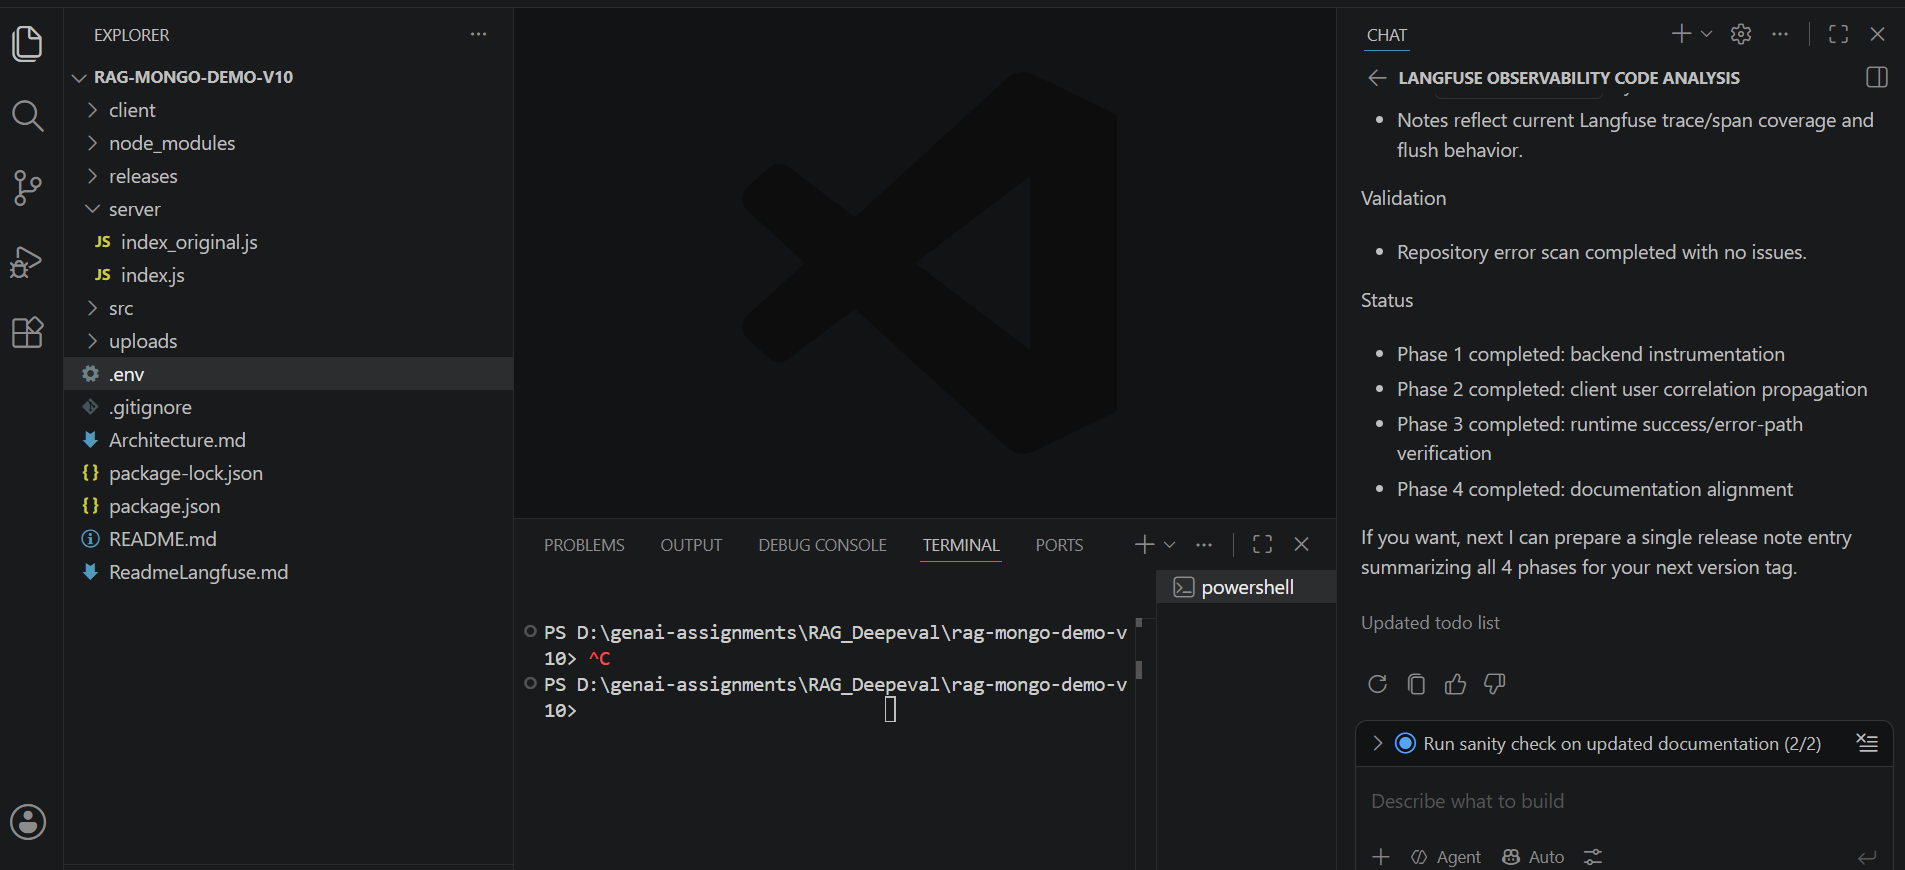 EXPLORER
RAG-MONGO-DEMO-V10
client
node_modules
releases
server
JS index_original.js
JS index.js
src
uploads
.env
.gitignore
Architecture.md
{} package-lock.json
{} package.json
README.md
ReadmeLangfuse.md
PROBLEMS OUTPUT DEBUG CONSOLE TERMINAL PORTS
powershell
PS D:\genai-assignments\RAG_Deepeval\rag-mongo-demo-v
10> ^C
PS D:\genai-assignments\RAG_Deepeval\rag-mongo-demo-v
10>
CHAT
LANGFUSE OBSERVABILITY CODE ANALYSIS
• Notes reflect current Langfuse trace/span coverage and
flush behavior.
Validation
• Repository error scan completed with no issues.
Status
• Phase 1 completed: backend instrumentation
• Phase 2 completed: client user correlation propagation
• Phase 3 completed: runtime success/error-path
verification
• Phase 4 completed: documentation alignment
If you want, next I can prepare a single release note entry
summarizing all 4 phases for your next version tag.
Updated todo list
Run sanity check on updated documentation (2/2)
Describe what to build
Agent Auto